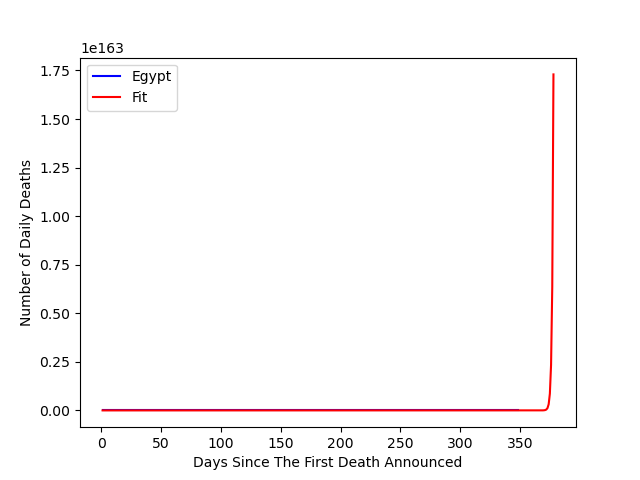 1e163
1.75
1.50
1.25
1.00
0.75
0.50
0.25
0.00
Number of Daily Deaths
Egypt
Fit
0 50 100 150 200 250 300 350
Days Since The First Death Announced